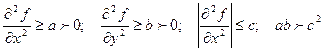 ∂²f/∂x² ≥ a ≻ 0; ∂²f/∂y² ≥ b ≻ 0; |∂²f/∂x²| ≤ c; ab ≻ c²